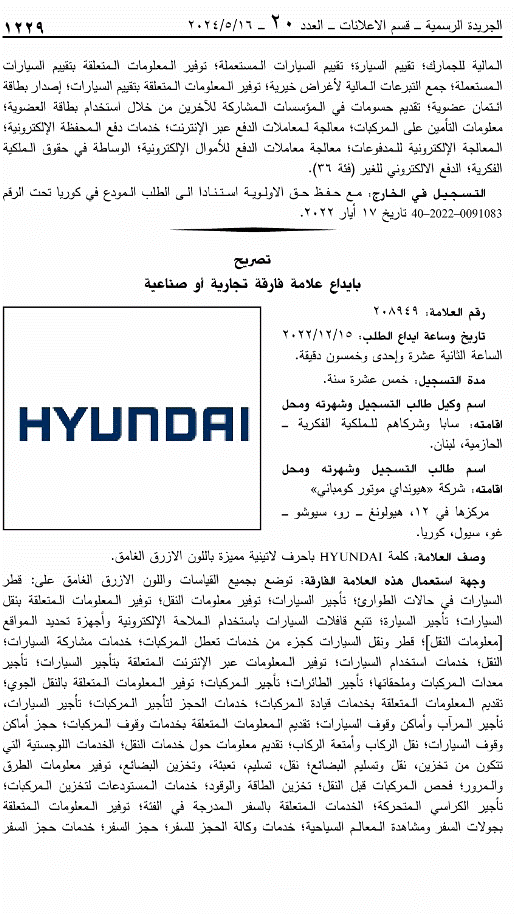 الجريدة الرسمية ــ قسم الاعلانات ــ العدد ٢٠ ــ ٢٠٢٤/٥/١٦
١٢٢٩
المالية للجمارك؛ تقييم السيارة؛ تقييم السيارات المستعملة؛ توفير المعلومات المتعلقة بتقييم السيارات
المستعملة؛ جمع التبرعات المالية لأغراض خيرية؛ توفير المعلومات المتعلقة بتقييم السيارات؛ إصدار بطاقة
ائتمان عضوية؛ تقديم حسومات في المؤسسات المشاركة للآخرين من خلال استخدام بطاقة العضوية؛
معلومات التأمين على المركبات؛ معالجة لمعاملات الدفع عبر الإنترنت؛ خدمات دفع المحفظة الإلكترونية؛
المعالجة الإلكترونية للمدفوعات؛ معالجة معاملات الدفع للأموال الإلكترونية؛ الوساطة في حقوق الملكية
الفكرية؛ الدفع الالكتروني للغير (فئة ٣٦).
التسجيل في الخارج: مع حفظ حق الاولوية استنادا الى الطلب المودع في كوريا تحت الرقم
40-2022-0091083 تاريخ ١٧ أيار ٢٠٢٢.
تصريح
بايداع علامة فارقة تجارية أو صناعية
رقم العلامة: ٢٠٨٩٤٩
تاريخ وساعة ايداع الطلب: ٢٠٢٢/١٢/١٥
الساعة الثانية عشرة وإحدى وخمسون دقيقة.
مدة التسجيل: خمس عشرة سنة.
اسم وكيل طالب التسجيل وشهرته ومحل
اقامته: سابا وشركاهم للملكية الفكرية ــ
الحازمية، لبنان.
اسم طالب التسجيل وشهرته ومحل
اقامته: شركة «هيونداي موتور كومباني»
مركزها في ١٢، هيولونغ ــ رو، سيوشو ــ
غو، سيول، كوريا.
HYUNDAI
وصف العلامة: كلمة HYUNDAI باحرف لاتينية مميزة باللون الازرق الغامق.
وجهة استعمال هذه العلامة الفارقة: توضع بجميع القياسات واللون الازرق الغامق على: قطر
السيارات في حالات الطوارئ؛ تأجير السيارات؛ توفير معلومات النقل؛ توفير المعلومات المتعلقة بنقل
السيارات؛ تأجير السيارة؛ تتبع قافلات السيارات باستخدام الملاحة الإلكترونية وأجهزة تحديد المواقع
[معلومات النقل]؛ قطر ونقل السيارات كجزء من خدمات تعطل المركبات؛ خدمات مشاركة السيارات؛
النقل؛ خدمات استخدام السيارات؛ توفير المعلومات عبر الإنترنت المتعلقة بتأجير السيارات؛ تأجير
معدات المركبات وملحقاتها؛ تأجير الطائرات؛ تأجير المركبات؛ توفير المعلومات المتعلقة بالنقل الجوي؛
تقديم المعلومات المتعلقة بخدمات قيادة المركبات؛ خدمات الحجز لتأجير المركبات؛ تأجير السيارات،
تأجير المرآب وأماكن وقوف السيارات؛ تقديم المعلومات المتعلقة بخدمات وقوف المركبات؛ حجز أماكن
وقوف السيارات؛ نقل الركاب وأمتعة الركاب؛ تقديم معلومات حول خدمات النقل؛ الخدمات اللوجستية التي
تتكون من تخزين، نقل وتسليم البضائع؛ نقل، تسليم، تعبئة، وتخزين البضائع، توفير معلومات الطرق
والمرور؛ فحص المركبات قبل النقل؛ تخزين الطاقة والوقود؛ خدمات المستودعات لتخزين المركبات؛
تأجير الكراسي المتحركة؛ الخدمات المتعلقة بالسفر المدرجة في الفئة؛ توفير المعلومات المتعلقة
بجولات السفر ومشاهدة المعالم السياحية؛ خدمات وكالة الحجز للسفر؛ حجز السفر؛ خدمات حجز السفر